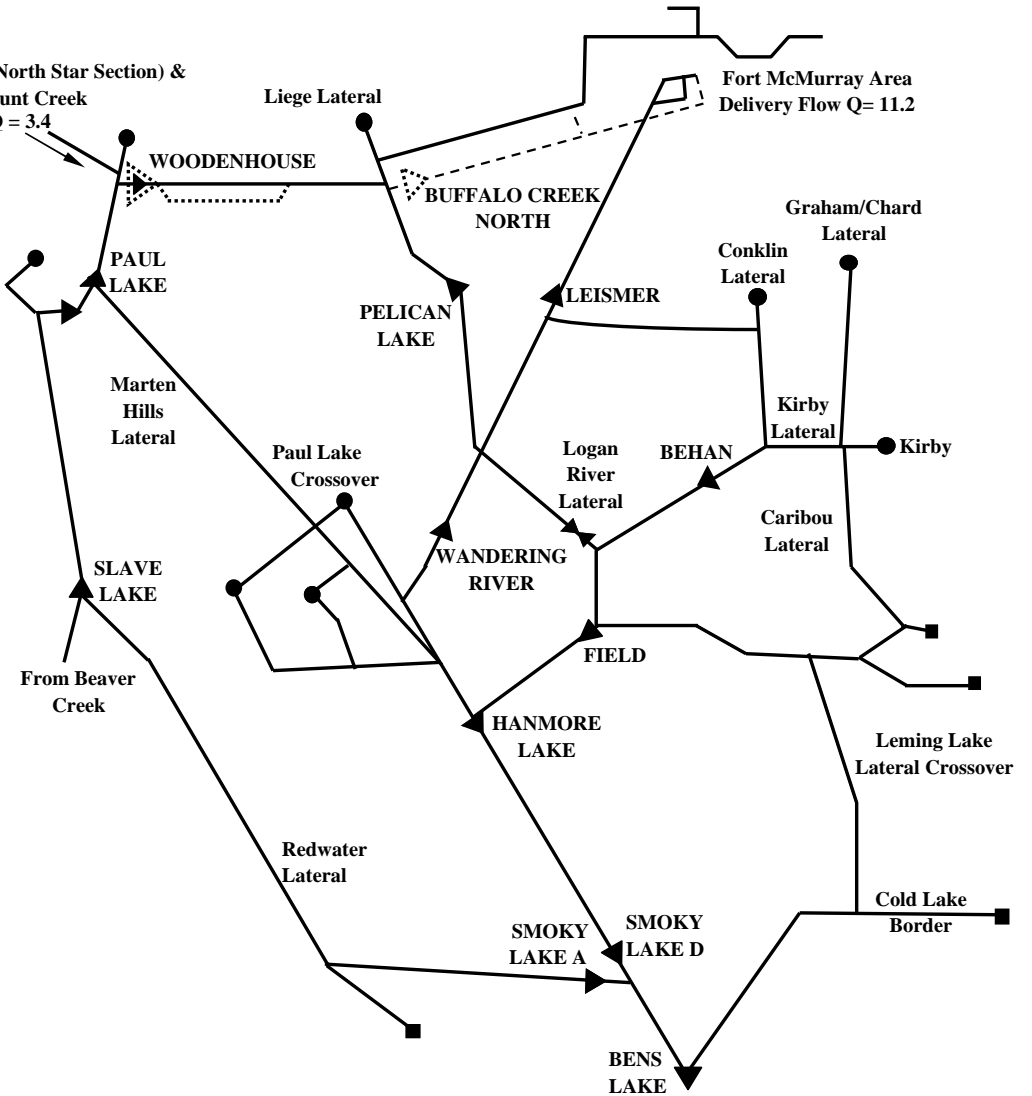 North Star Section) &
unt Creek
= 3.4
Liege Lateral
Fort McMurray Area
Delivery Flow Q= 11.2
WOODENHOUSE
BUFFALO CREEK
NORTH
Graham/Chard
Lateral
Conklin
Lateral
PAUL
LAKE
LEISMER
PELICAN
LAKE
Marten
Hills
Lateral
Kirby
Lateral
Paul Lake
Crossover
Logan
River
Lateral
BEHAN
Kirby
Caribou
Lateral
WANDERING
RIVER
SLAVE
LAKE
From Beaver
Creek
FIELD
HANMORE
LAKE
Leming Lake
Lateral Crossover
Redwater
Lateral
Cold Lake
Border
SMOKY
LAKE A
SMOKY
LAKE D
BENS
LAKE